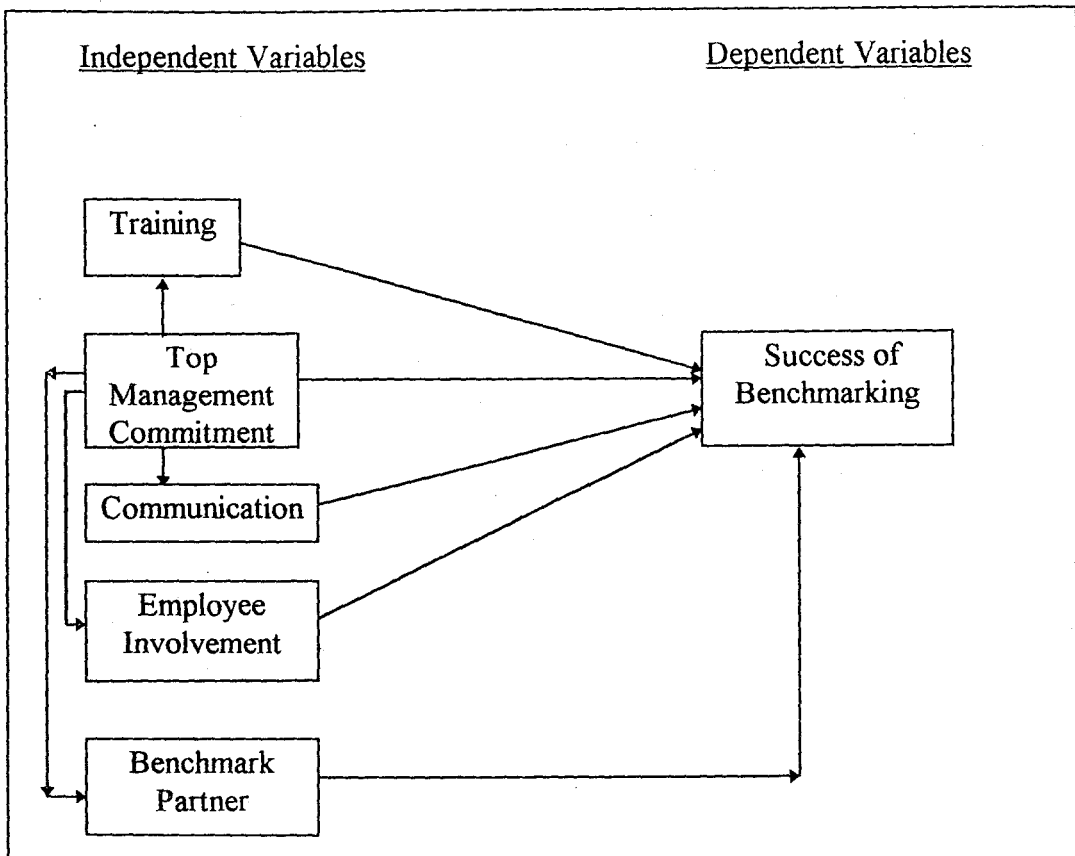 Independent Variables
Dependent Variables
Training
Top
Management
Commitment
Success of
Benchmarking
Communication
Employee
Involvement
Benchmark
Partner